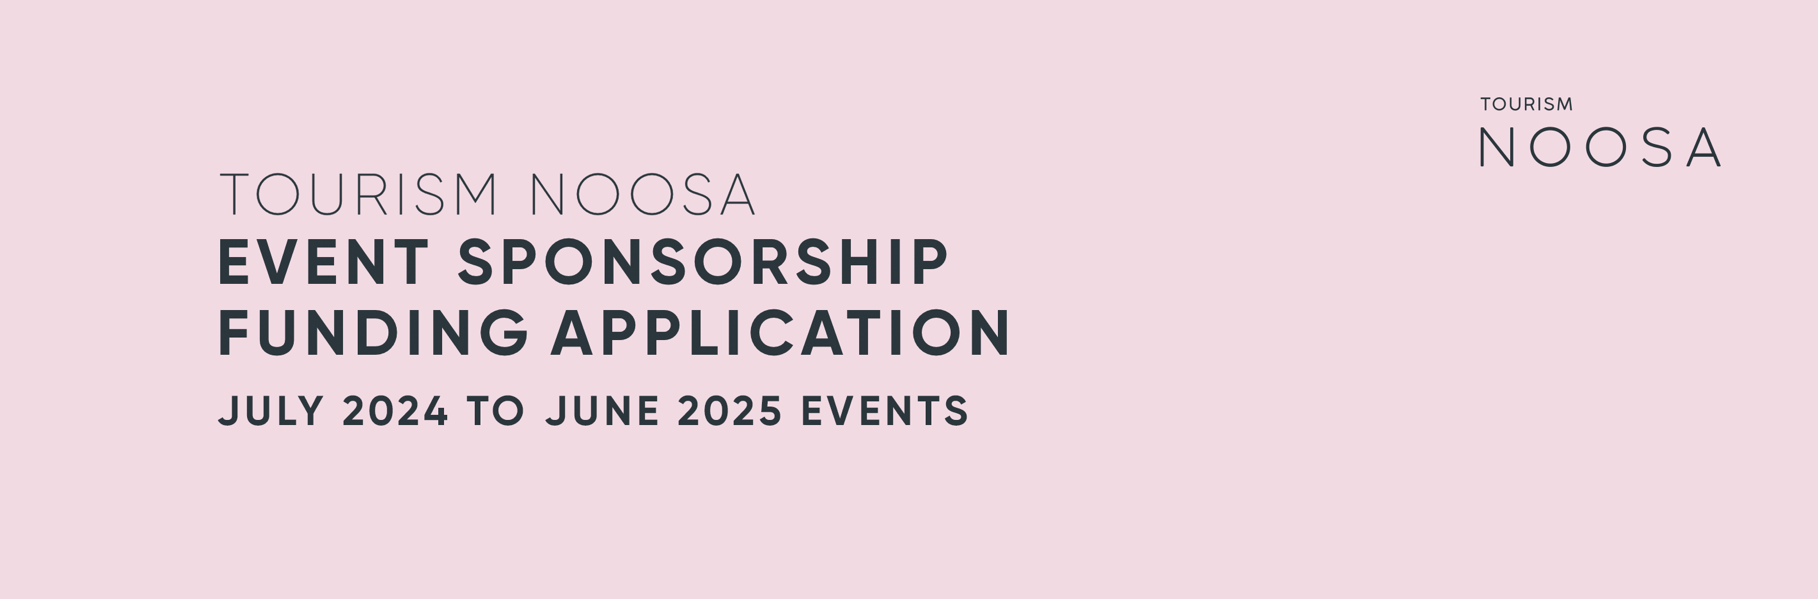 TOURISM
NOOSA
TOURISM NOOSA
EVENT SPONSORSHIP
FUNDING APPLICATION
JULY 2024 TO JUNE 2025 EVENTS